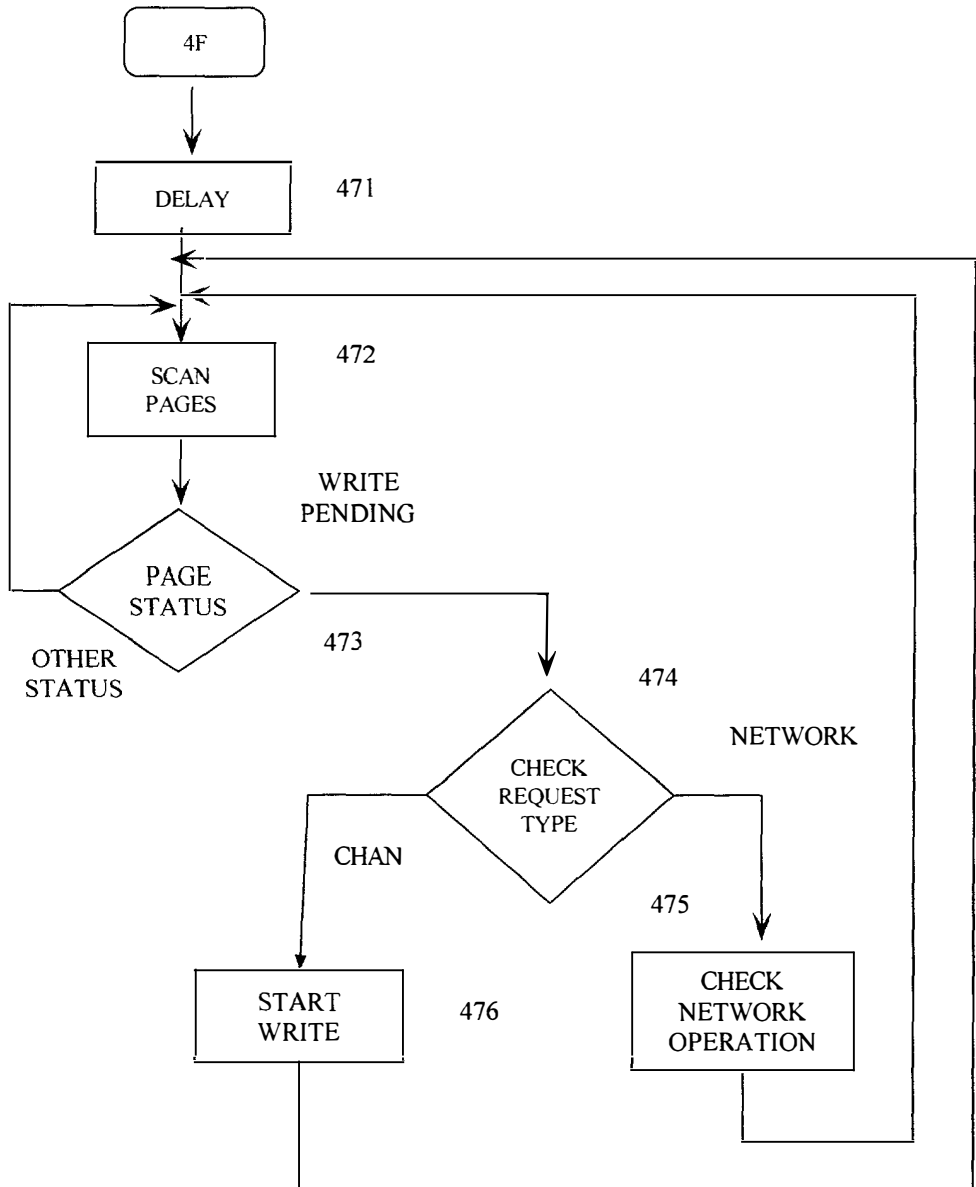 4F
DELAY
471
SCAN
PAGES
472
WRITE
PENDING
PAGE
STATUS
473
OTHER
STATUS
474
NETWORK
CHECK
REQUEST
TYPE
CHAN
475
START
WRITE
476
CHECK
NETWORK
OPERATION